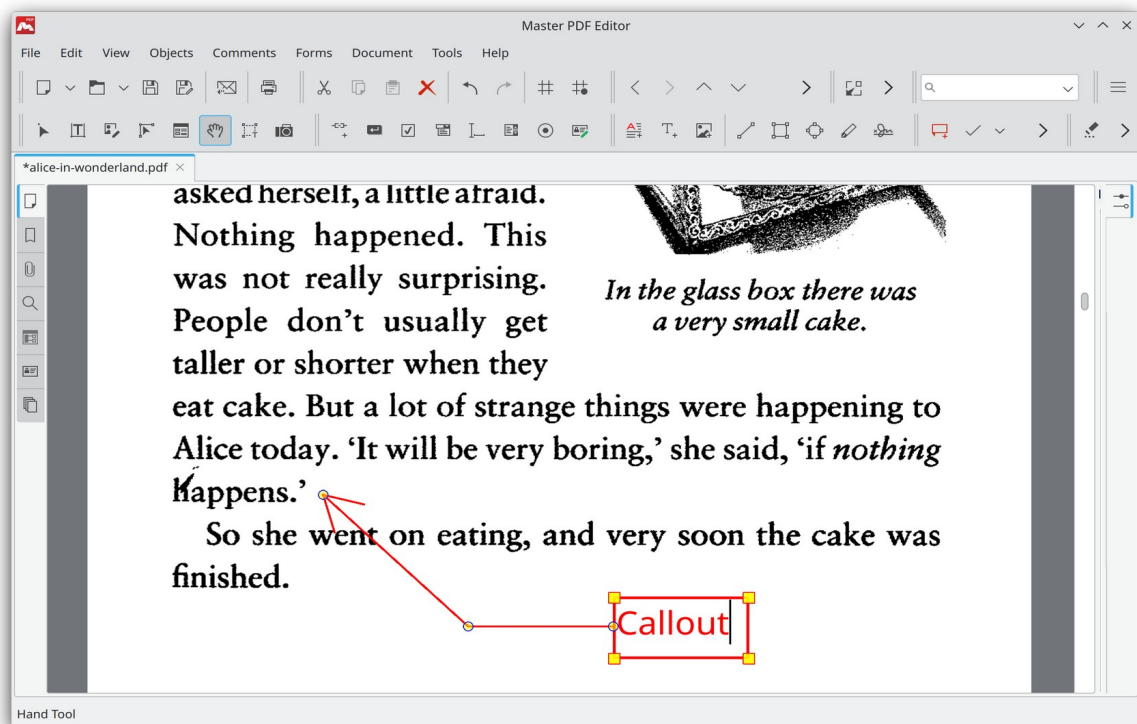 Master PDF Editor
File Edit View Objects Comments Forms Document Tools Help
*alice-in-wonderland.pdf
asked herself, a little afraid.
Nothing happened. This
was not really surprising.
People don't usually get
taller or shorter when they
eat cake. But a lot of strange things were happening to
Alice today. ‘It will be very boring,’ she said, ‘if nothing
happens.’
So she went on eating, and very soon the cake was
finished.
In the glass box there was
a very small cake.
Callout
Hand Tool